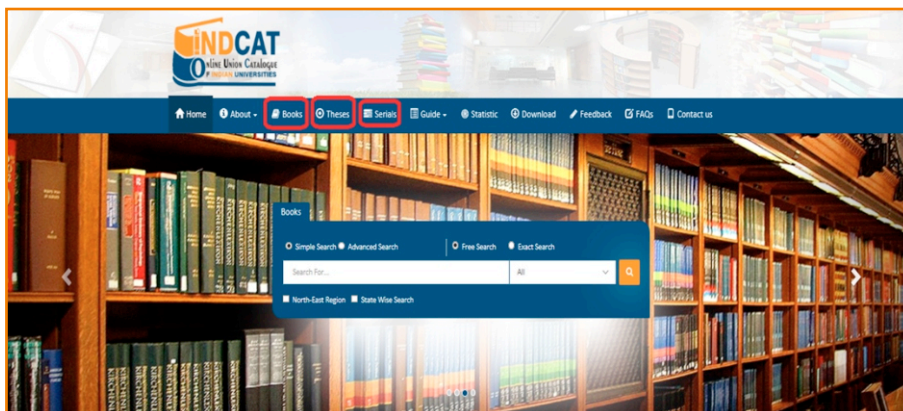 INDCAT
Online Union Catalogue
OF INDIAN UNIVERSITIES
Home About Books Theses Serials Guide Statistic Download Feedback FAQs Contact us
Books
Simple Search Advanced Search Free Search Exact Search
Search For... All
North-East Region State Wise Search